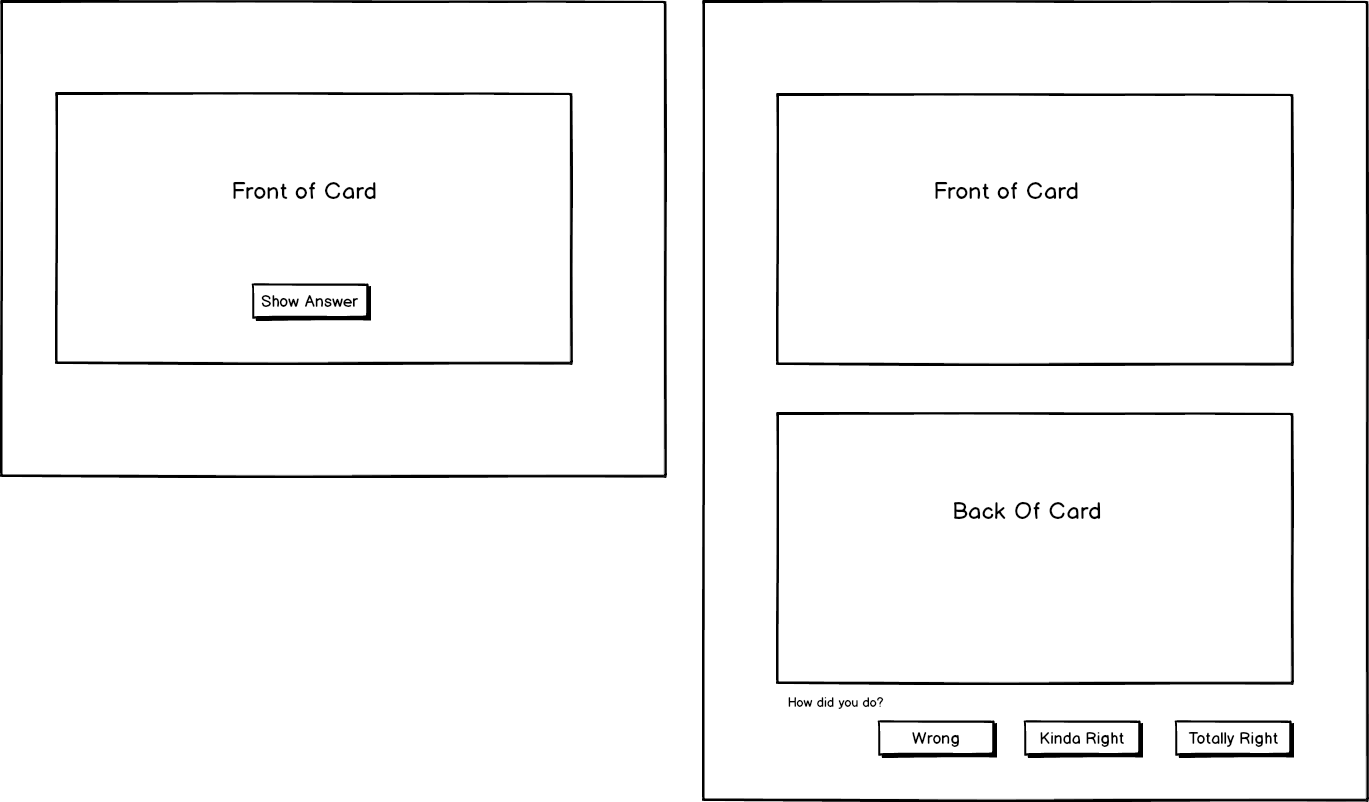 Front of Card
Show Answer
Front of Card
Back Of Card
How did you do?
Wrong
Kinda Right
Totally Right